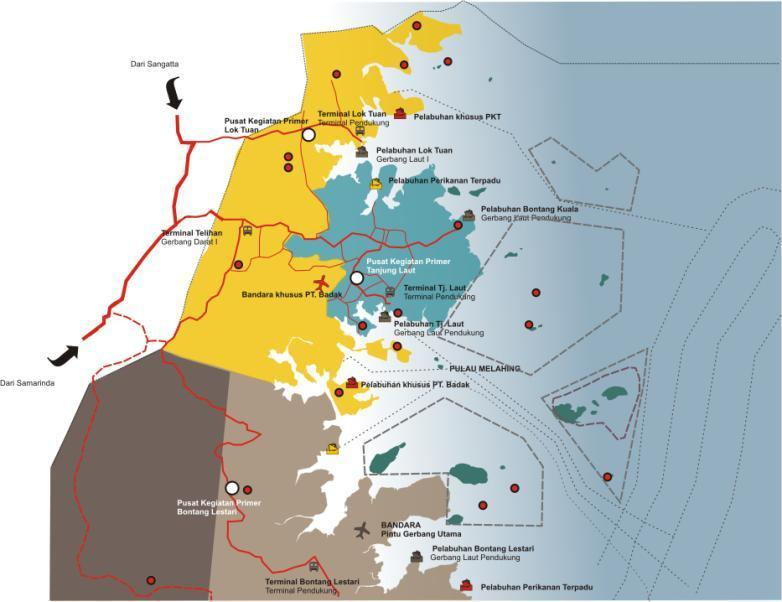 Dari Sangatta
Pusat Kegiatan Primer
Lok Tuan
Terminal Lok Tuan
Terminal Pendukung
Pelabuhan khusus PKT
Pelabuhan Lok Tuan
Gerbang Laut I
Pelabuhan Perikanan Terpadu
Pelabuhan Bontang Kuala
Gerbang Laut Pendukung
Terminal Telihan
Gerbang Darat I
Pusat Kegiatan Primer
Tanjung Laut
Bandara khusus PT. Badak
Terminal Tj. Laut
Terminal Pendukung
Pelabuhan Tj. Laut
Gerbang Laut Pendukung
PULAU MELAHING
Dari Samarinda
Pelabuhan khusus PT. Badak
Pusat Kegiatan Primer
Bontang Lestari
BANDARA
Pintu Gerbang Utama
Pelabuhan Bontang Lestari
Gerbang Laut Pendukung
Terminal Bontang Lestari
Terminal Pendukung
Pelabuhan Perikanan Terpadu